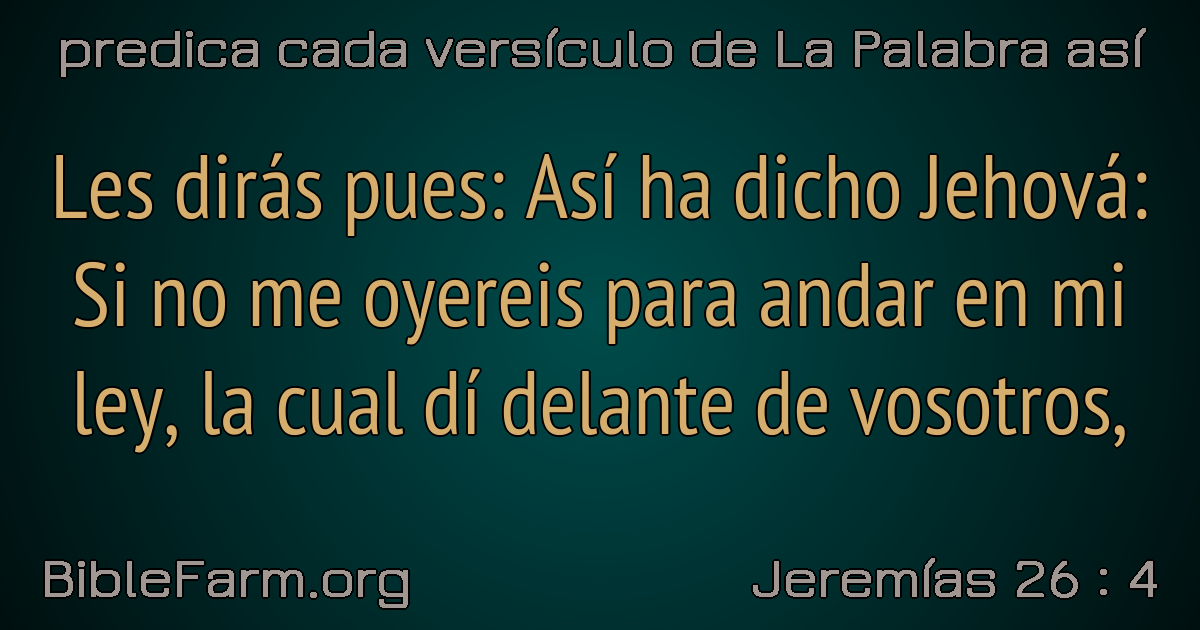 predica cada versículo de La Palabra así
Les dirás pues: Así ha dicho Jehová:
Si no me oyereis para andar en mi
ley, la cual dí delante de vosotros,
BibleFarm.org
Jeremías 26 : 4